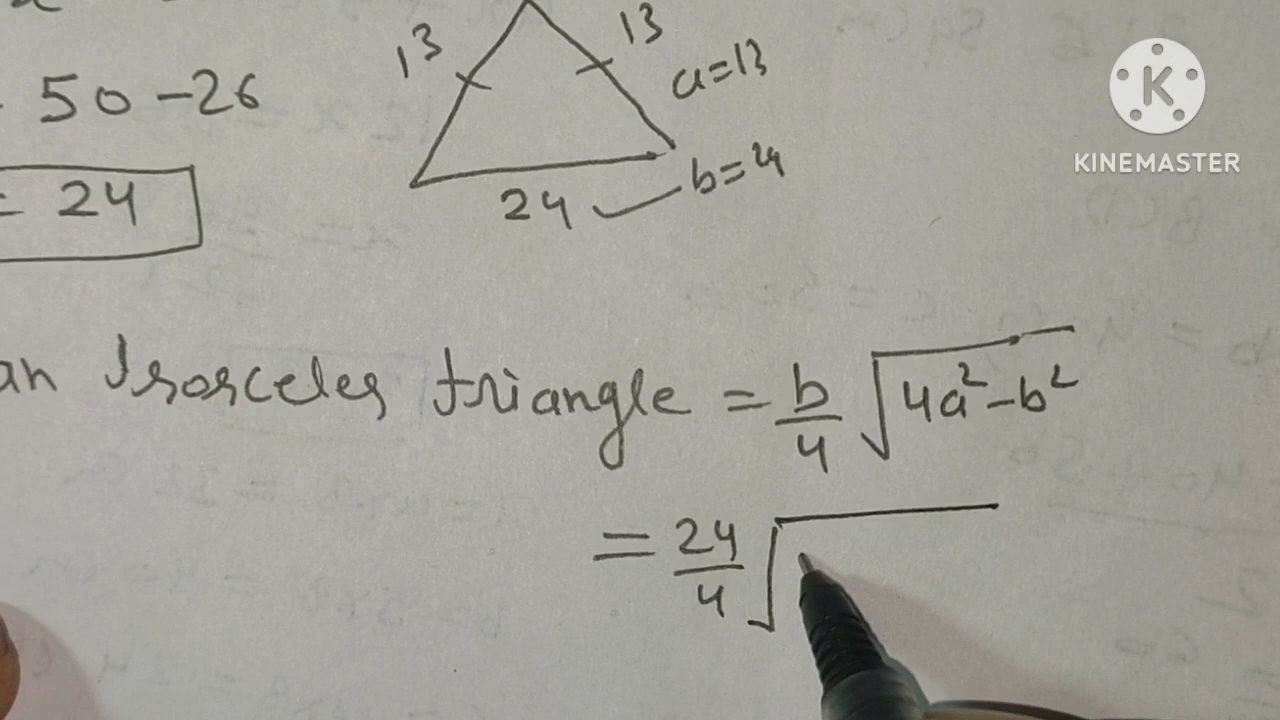 13
13
50-26
a=13
= 24
24
b=24
an Isosceles triangle = b/4 √4a²-b²
= 24/4 √
KINEMASTER